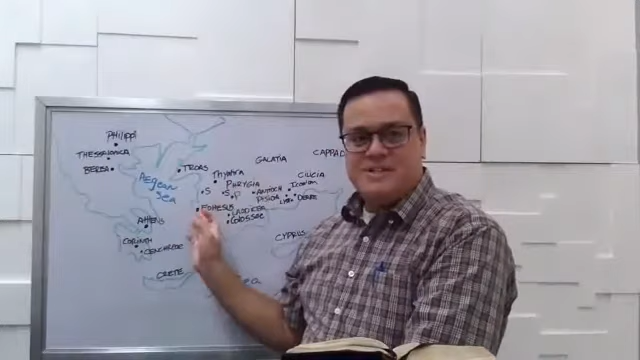 Philippi
THESSALONICA
BEREA
TROAS
Thyatira
GALATIA
CAPPAD
Aegean
Sea
PHRYGIA
CILICIA
S
S
P
ANTIOCH
PISIDIA
Iconium
LYSTRA
DERBE
EPHESUS
LAODICEA
COLOSSAE
ATHENS
CORINTH
CENCHREAE
CYPRUS
CRETE